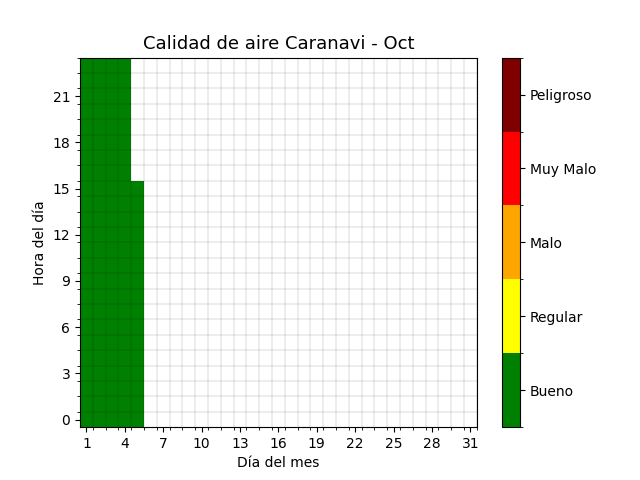 Calidad de aire Caranavi - Oct
Hora del día
21
18
15
12
9
6
3
0
1 4 7 10 13 16 19 22 25 28 31
Día del mes
Peligroso
Muy Malo
Malo
Regular
Bueno